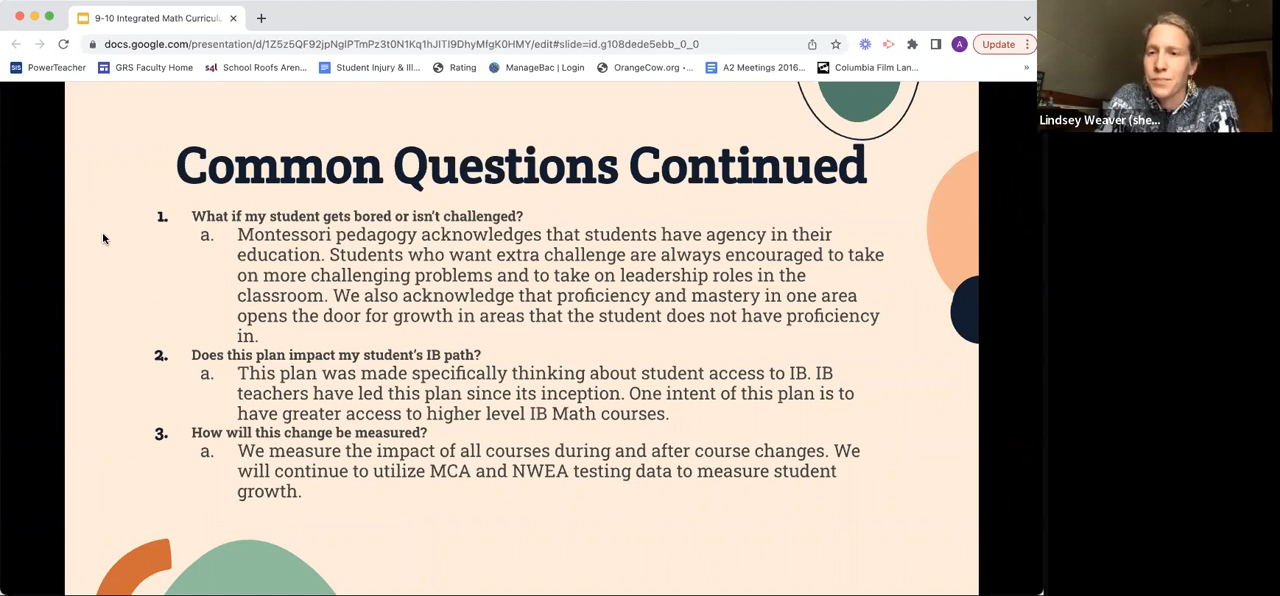 9-10 Integrated Math Curricul
docs.google.com/presentation/d/1Z5z5QF92jpNgIPTmPz3t0N1Kq1hJITI9DhyMfgK0HMY/edit#slide=id.g108dede5ebb_0_0
A
Update
SIS PowerTeacher
GRS Faculty Home
s4l School Roofs Aren...
Student Injury & Ill...
Rating
ManageBac | Login
OrangeCow.org •...
A2 Meetings 2016...
Columbia Film Lan...
»
Lindsey Weaver (she...
Common Questions Continued
1. What if my student gets bored or isn't challenged?
a. Montessori pedagogy acknowledges that students have agency in their
education. Students who want extra challenge are always encouraged to take
on more challenging problems and to take on leadership roles in the
classroom. We also acknowledge that proficiency and mastery in one area
opens the door for growth in areas that the student does not have proficiency
in.
2. Does this plan impact my student's IB path?
a. This plan was made specifically thinking about student access to IB. IB
teachers have led this plan since its inception. One intent of this plan is to
have greater access to higher level IB Math courses.
3. How will this change be measured?
a. We measure the impact of all courses during and after course changes. We
will continue to utilize MCA and NWEA testing data to measure student
growth.